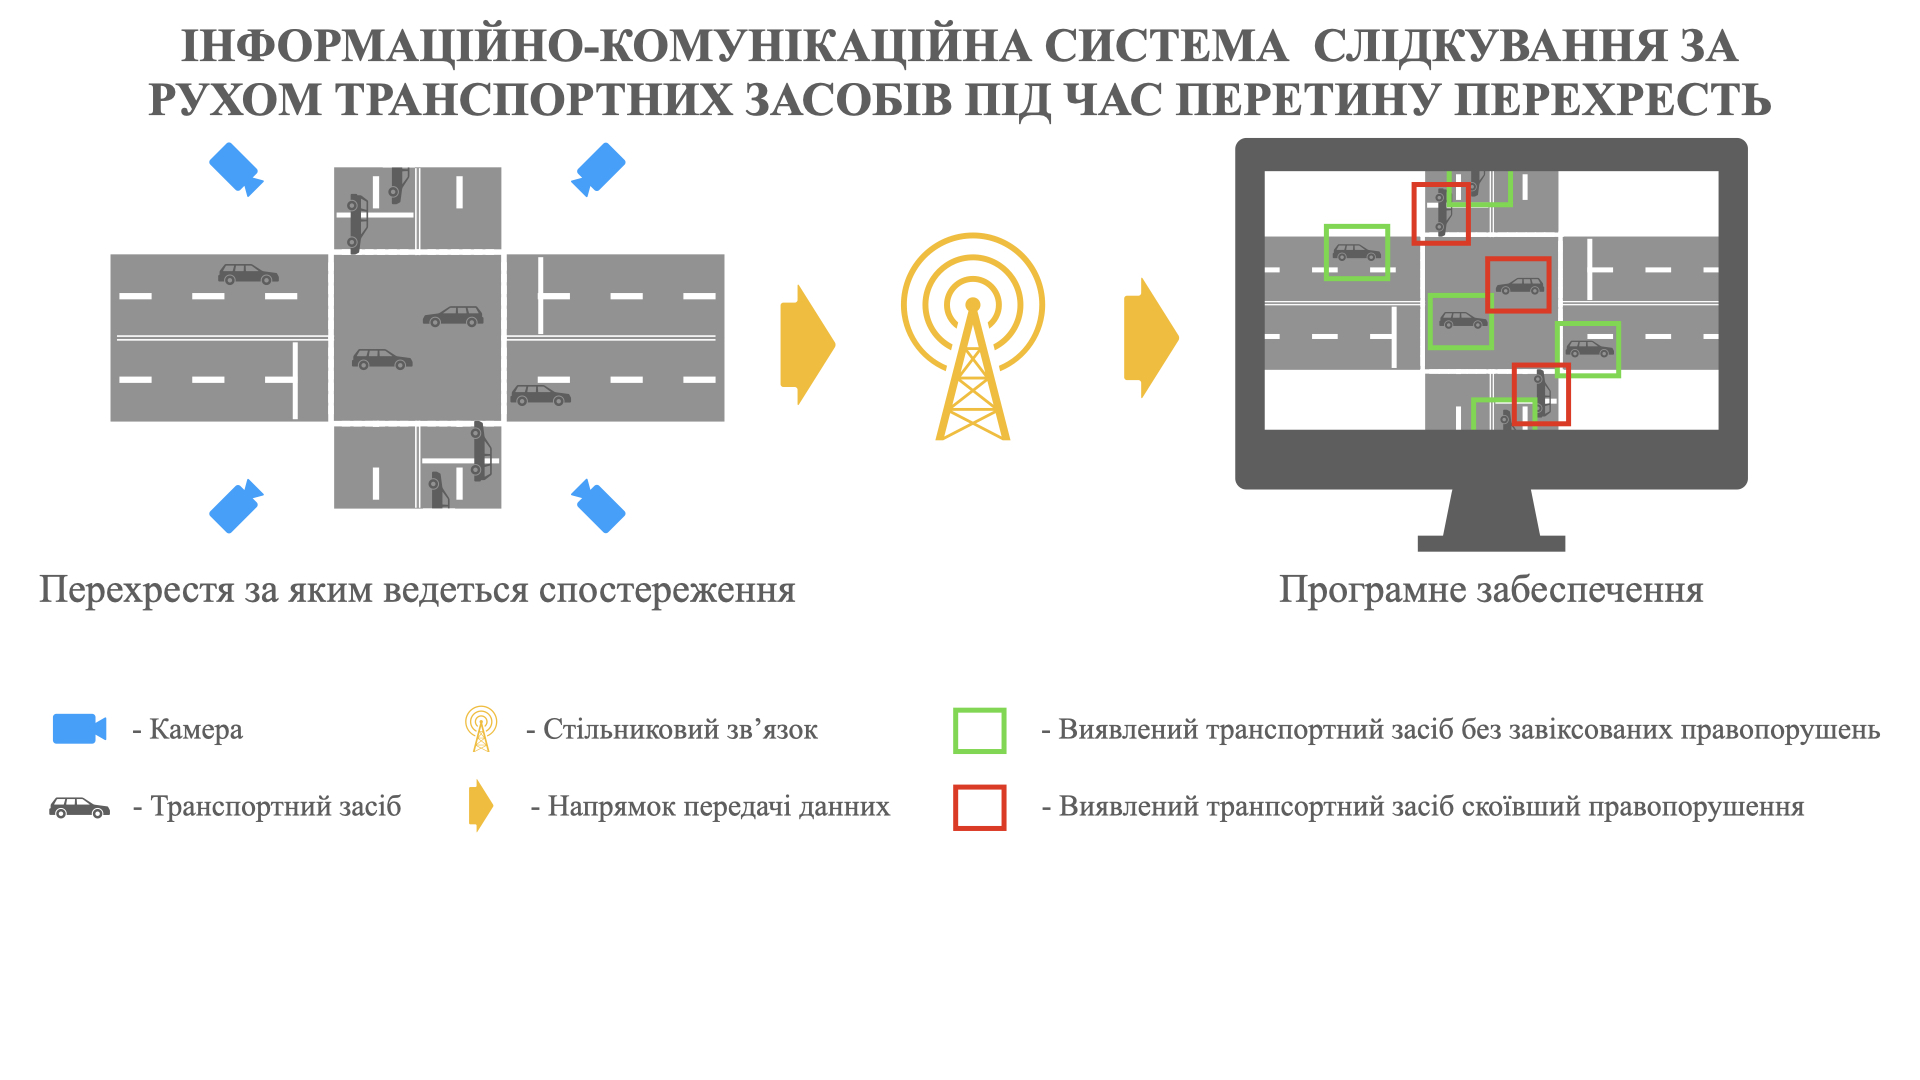 ІНФОРМАЦІЙНО-КОМУНІКАЦІЙНА СИСТЕМА СЛІДКУВАННЯ ЗА
РУХОМ ТРАНСПОРТНИХ ЗАСОБІВ ПІД ЧАС ПЕРЕТИНУ ПЕРЕХРЕСТЬ
Перехрестя за яким ведеться спостереження
Програмне забеспечення
- Камера
- Стільниковий зв’язок
- Виявлений транспортний засіб без завіксованих правопорушень
- Транспортний засіб
- Напрямок передачі данних
- Виявлений транпсортний засіб скоївший правопорушення